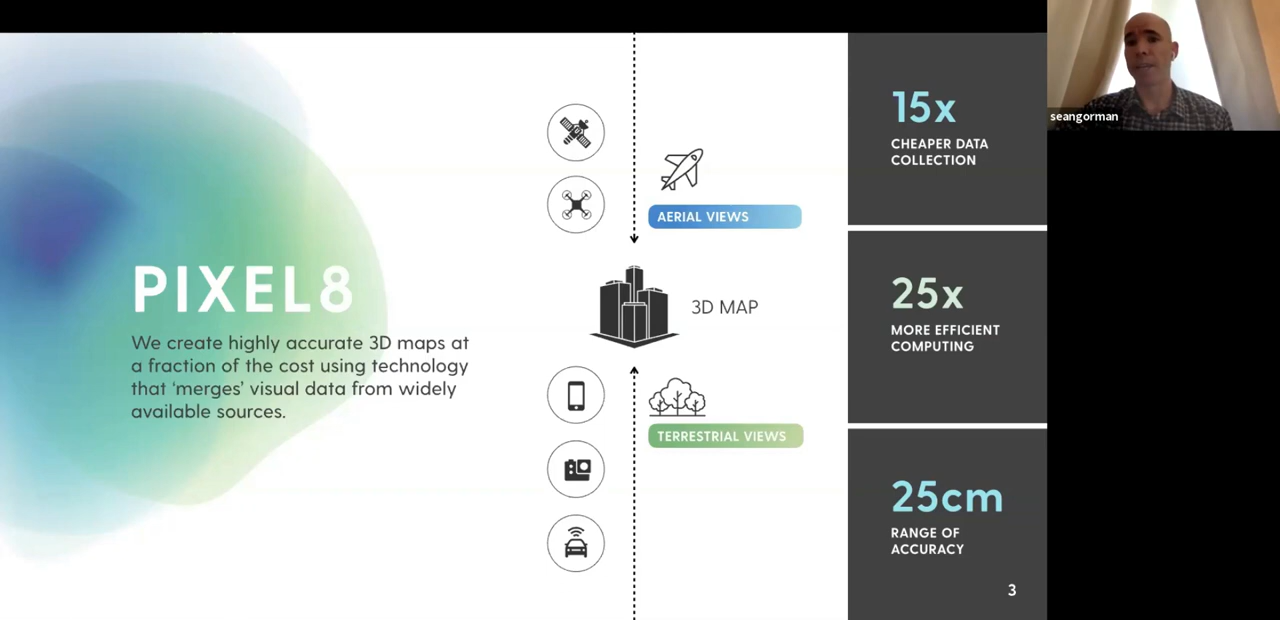 PIXEL8
We create highly accurate 3D maps at
a fraction of the cost using technology
that ‘merges’ visual data from widely
available sources.
AERIAL VIEWS
3D MAP
TERRESTRIAL VIEWS
15x
CHEAPER DATA
COLLECTION
25x
MORE EFFICIENT
COMPUTING
25cm
RANGE OF
ACCURACY
3
seangorman